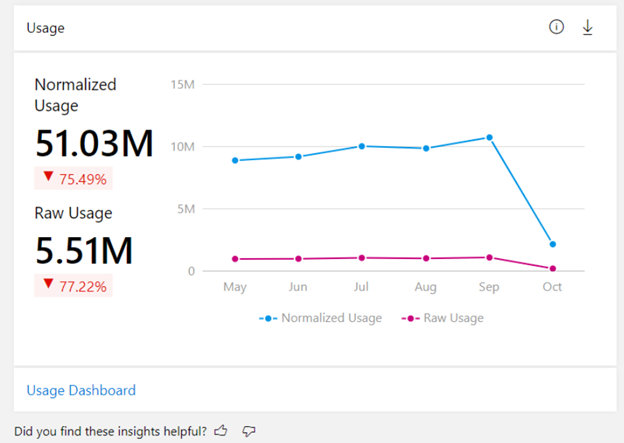 Usage
Normalized
Usage
51.03M
▼ 75.49%
Raw Usage
5.51M
▼ 77.22%
15M
10M
5M
0
May Jun Jul Aug Sep Oct
Normalized Usage Raw Usage
Usage Dashboard
Did you find these insights helpful?